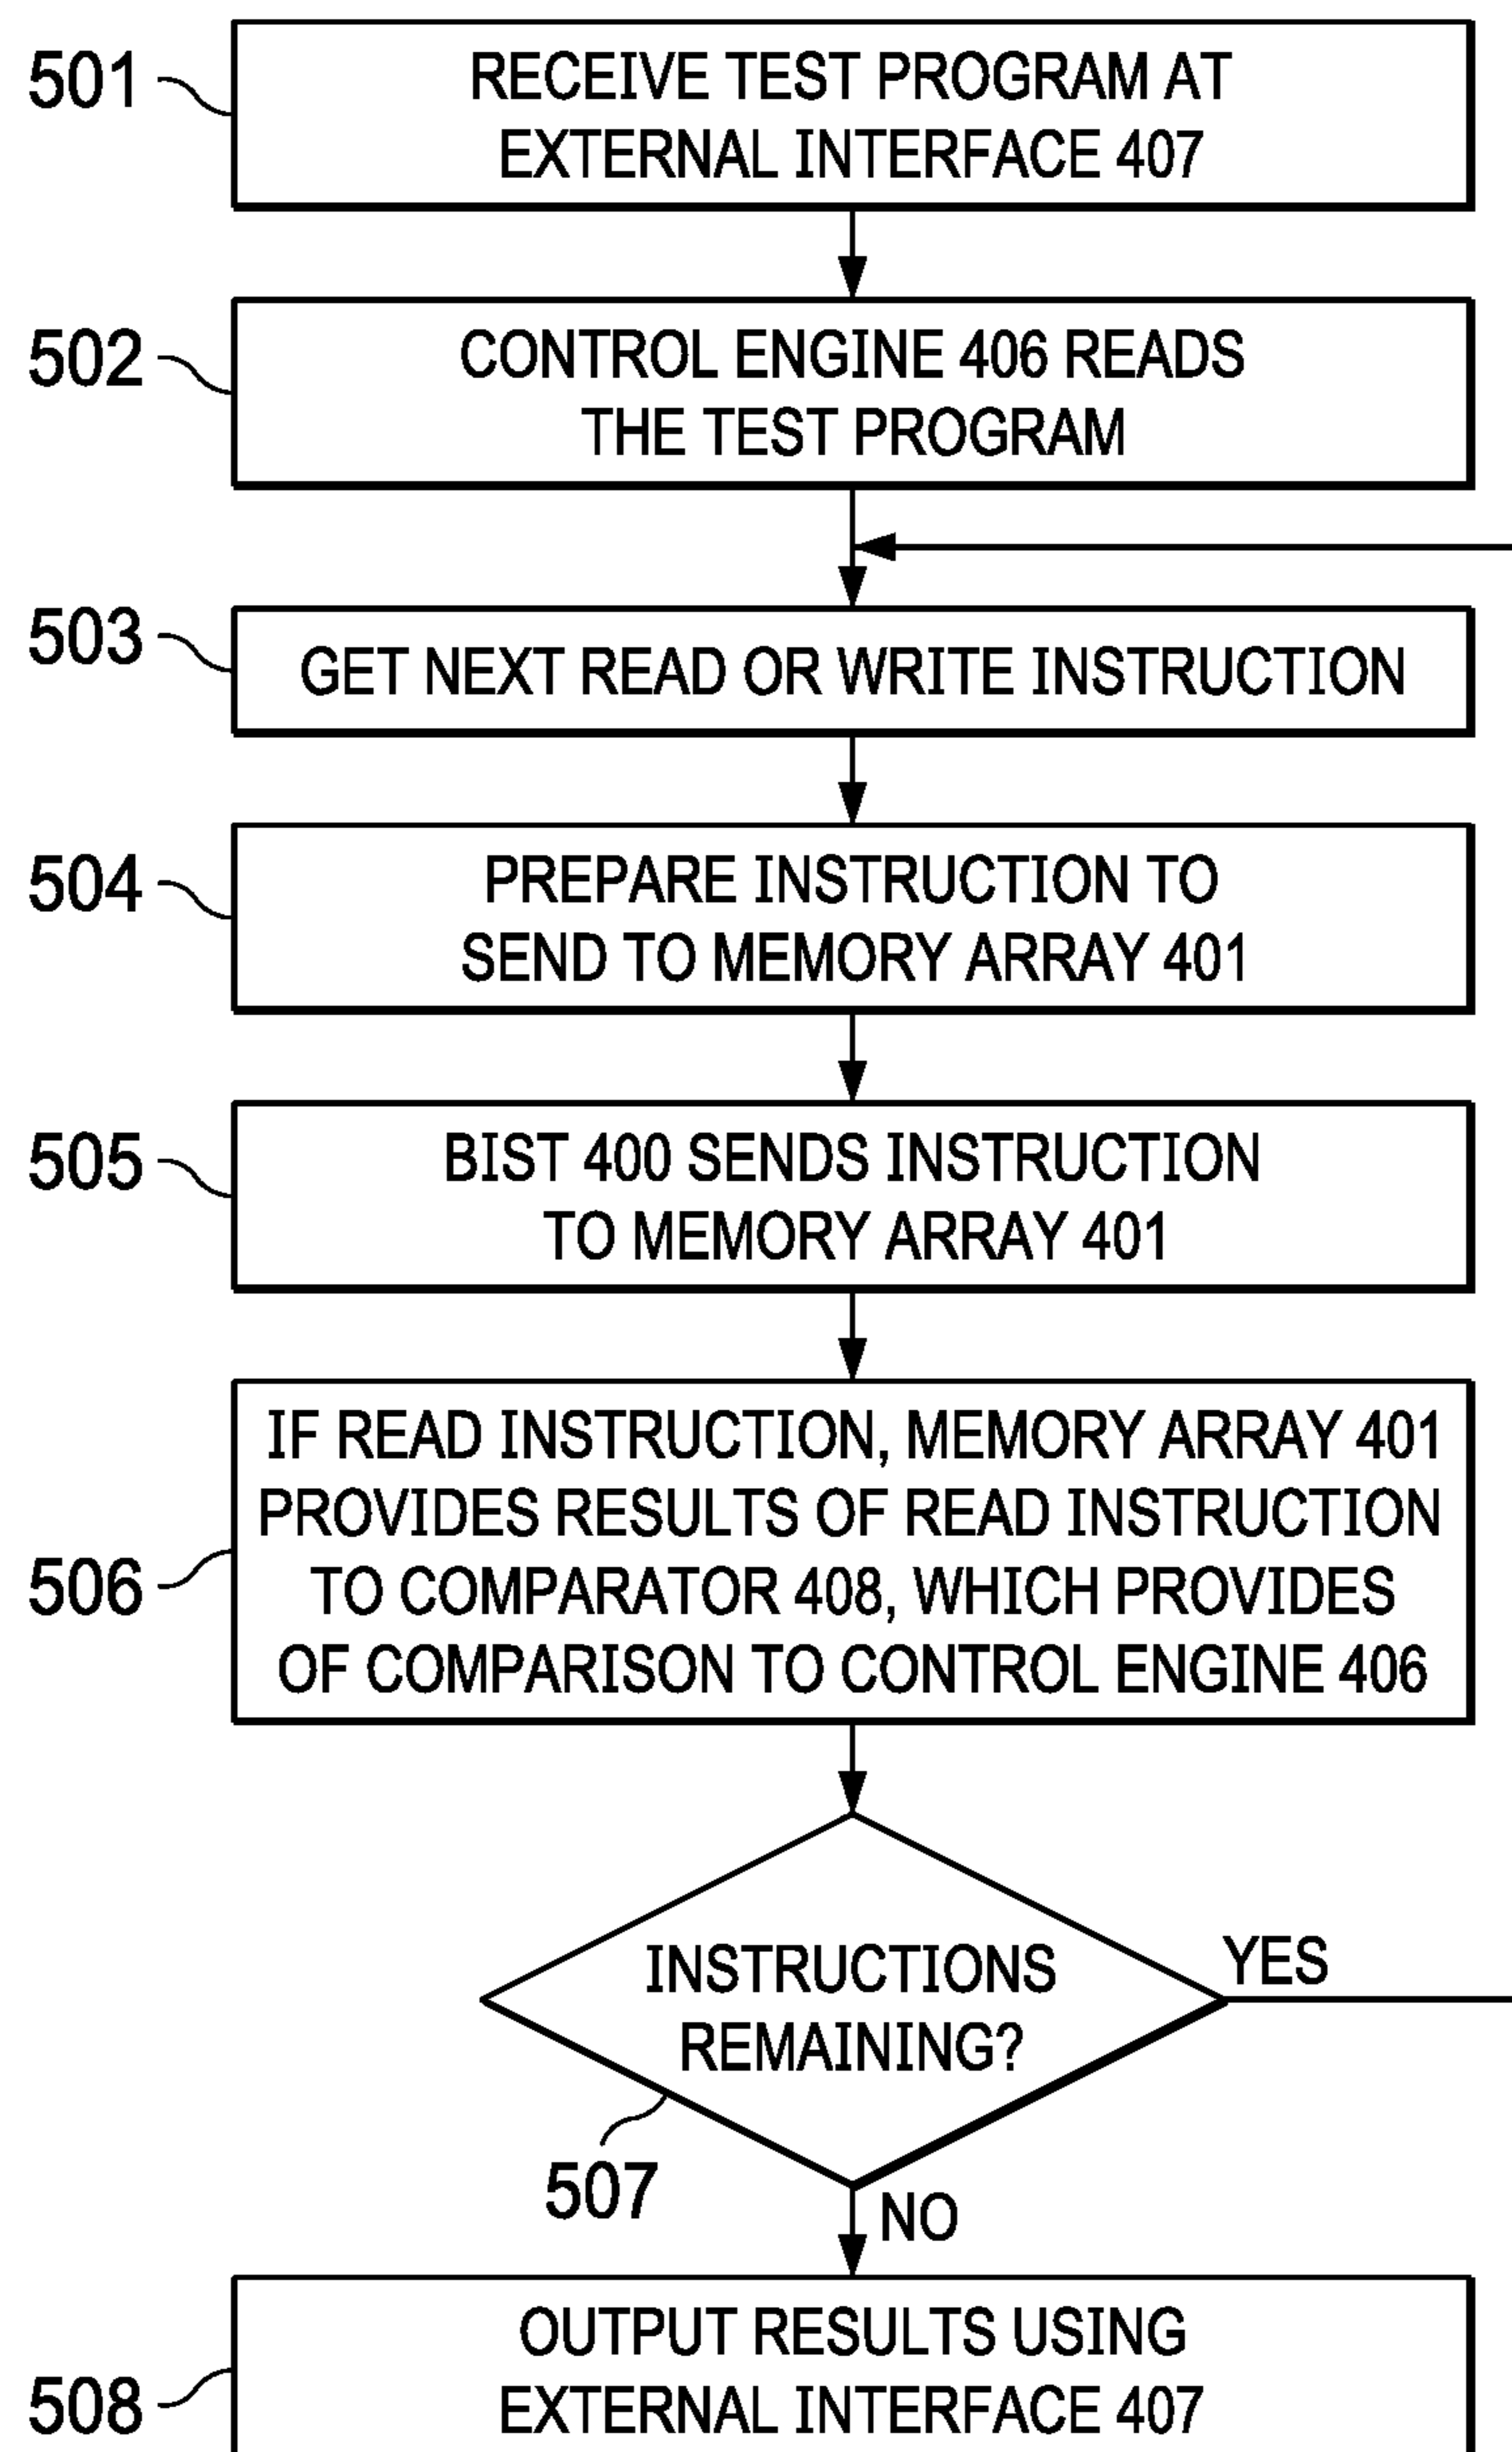 501
RECEIVE TEST PROGRAM AT
EXTERNAL INTERFACE 407
502
CONTROL ENGINE 406 READS
THE TEST PROGRAM
503
GET NEXT READ OR WRITE INSTRUCTION
504
PREPARE INSTRUCTION TO
SEND TO MEMORY ARRAY 401
505
BIST 400 SENDS INSTRUCTION
TO MEMORY ARRAY 401
506
IF READ INSTRUCTION, MEMORY ARRAY 401
PROVIDES RESULTS OF READ INSTRUCTION
TO COMPARATOR 408, WHICH PROVIDES
OF COMPARISON TO CONTROL ENGINE 406
INSTRUCTIONS
REMAINING?
YES
507
NO
508
OUTPUT RESULTS USING
EXTERNAL INTERFACE 407